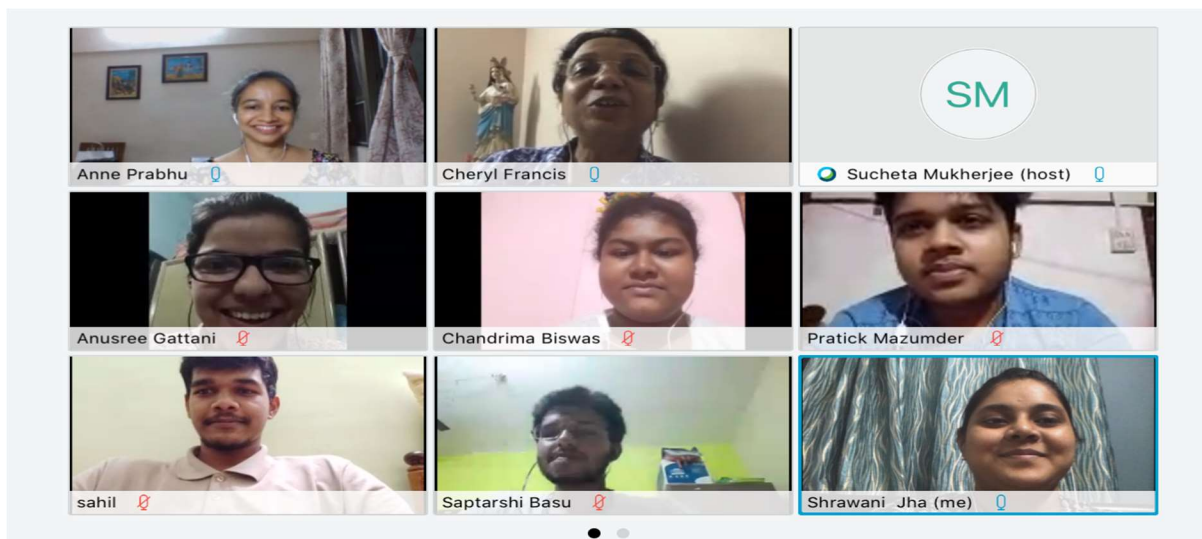 SM
Anne Prabhu
Cheryl Francis
Sucheta Mukherjee (host)
Anusree Gattani
Chandrima Biswas
Pratick Mazumder
sahil
Saptarshi Basu
Shrawani Jha (me)